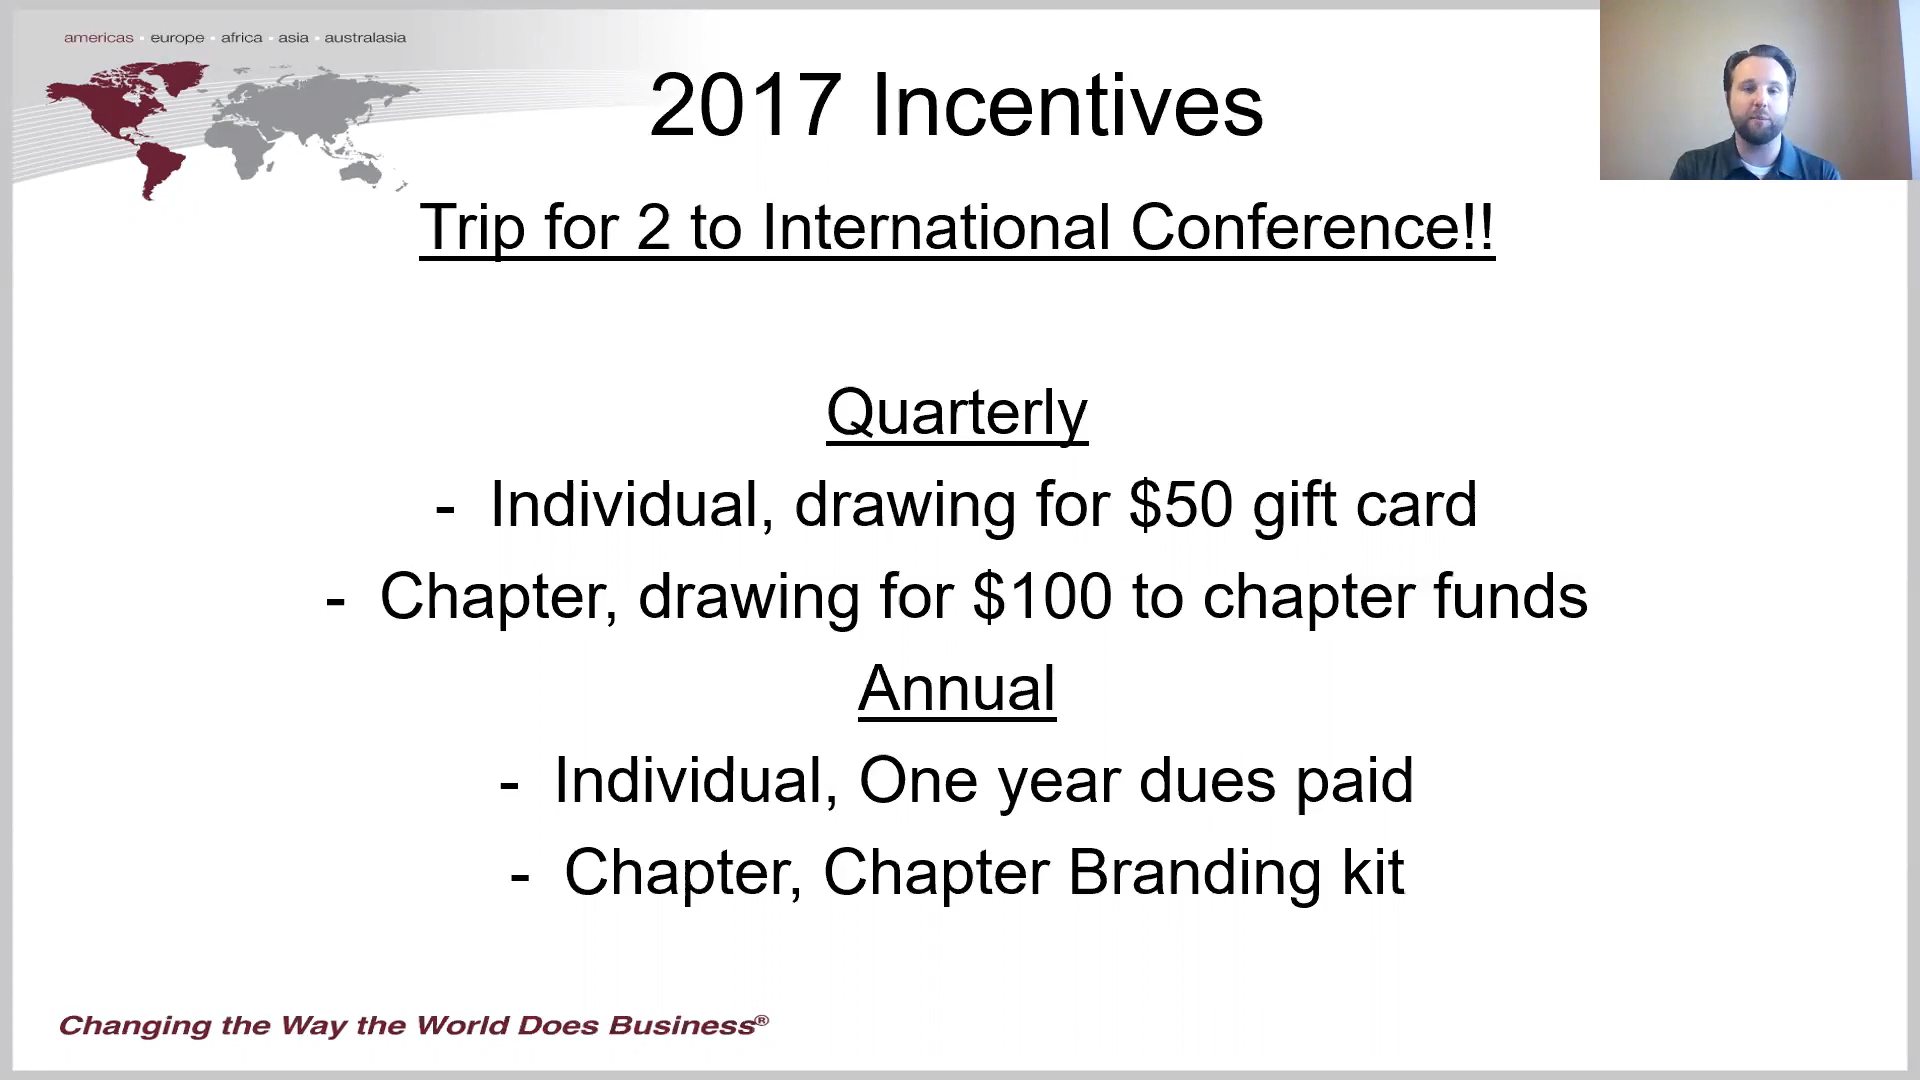 americas • europe • africa • asia • australasia
2017 Incentives
Trip for 2 to International Conference!!
Quarterly
- Individual, drawing for $50 gift card
- Chapter, drawing for $100 to chapter funds
Annual
- Individual, One year dues paid
- Chapter, Chapter Branding kit
Changing the Way the World Does Business®